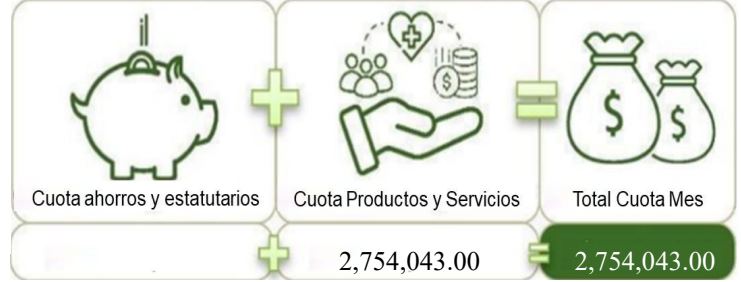 Cuota ahorros y estatutarios
Cuota Productos y Servicios
Total Cuota Mes
2,754,043.00
2,754,043.00